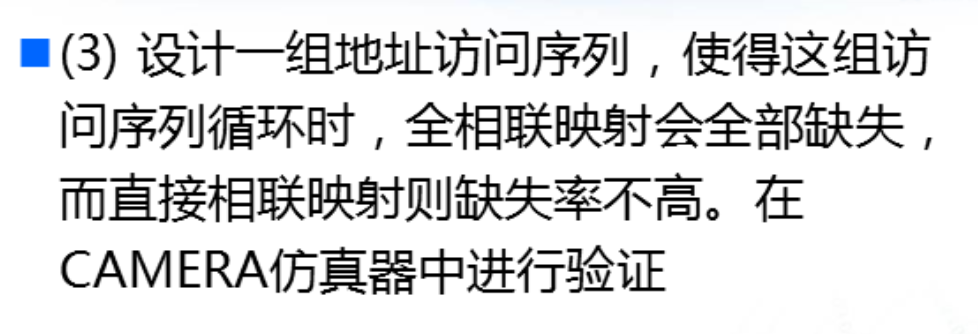 (3) 设计一组地址访问序列，使得这组访
问序列循环时，全相联映射会全部缺失，
而直接相联映射则缺失率不高。在
CAMERA仿真器中进行验证